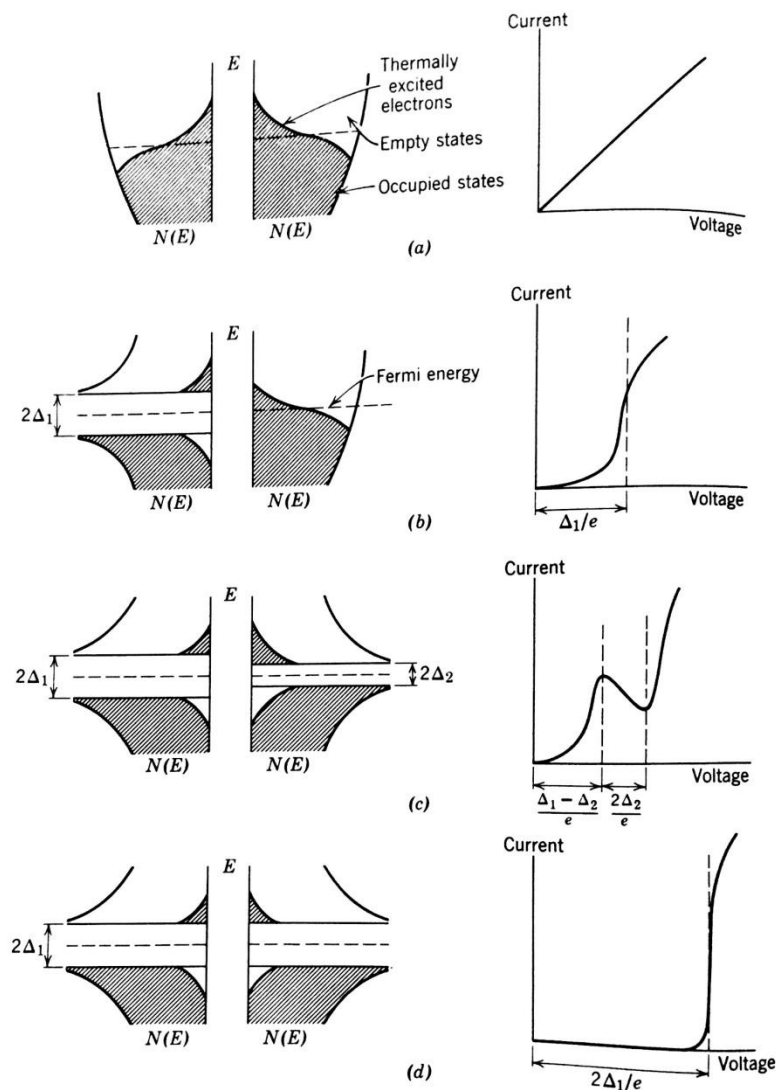 E
Thermally
excited
electrons
Empty states
Occupied states
N(E)
N(E)
(a)
Current
Voltage
E
2Δ₁
Fermi energy
N(E)
N(E)
(b)
Current
Voltage
Δ₁/e
E
2Δ₁
2Δ₂
N(E)
N(E)
(c)
Current
Voltage
Δ₁ − Δ₂
e
2Δ₂
e
E
2Δ₁
N(E)
N(E)
(d)
Current
Voltage
2Δ₁/e